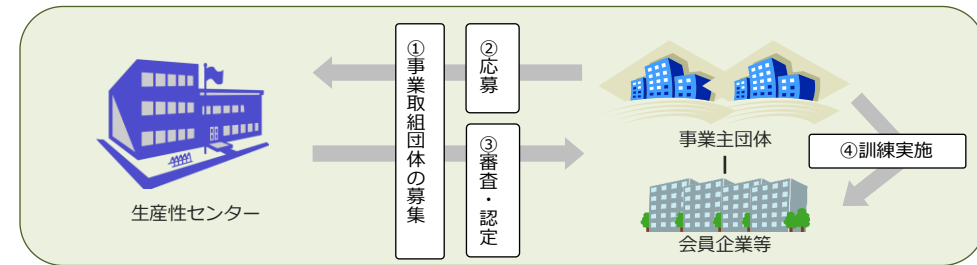 ①事業取組団体の募集
②応募
③審査・認定
事業主団体
④訓練実施
生産性センター
会員企業等